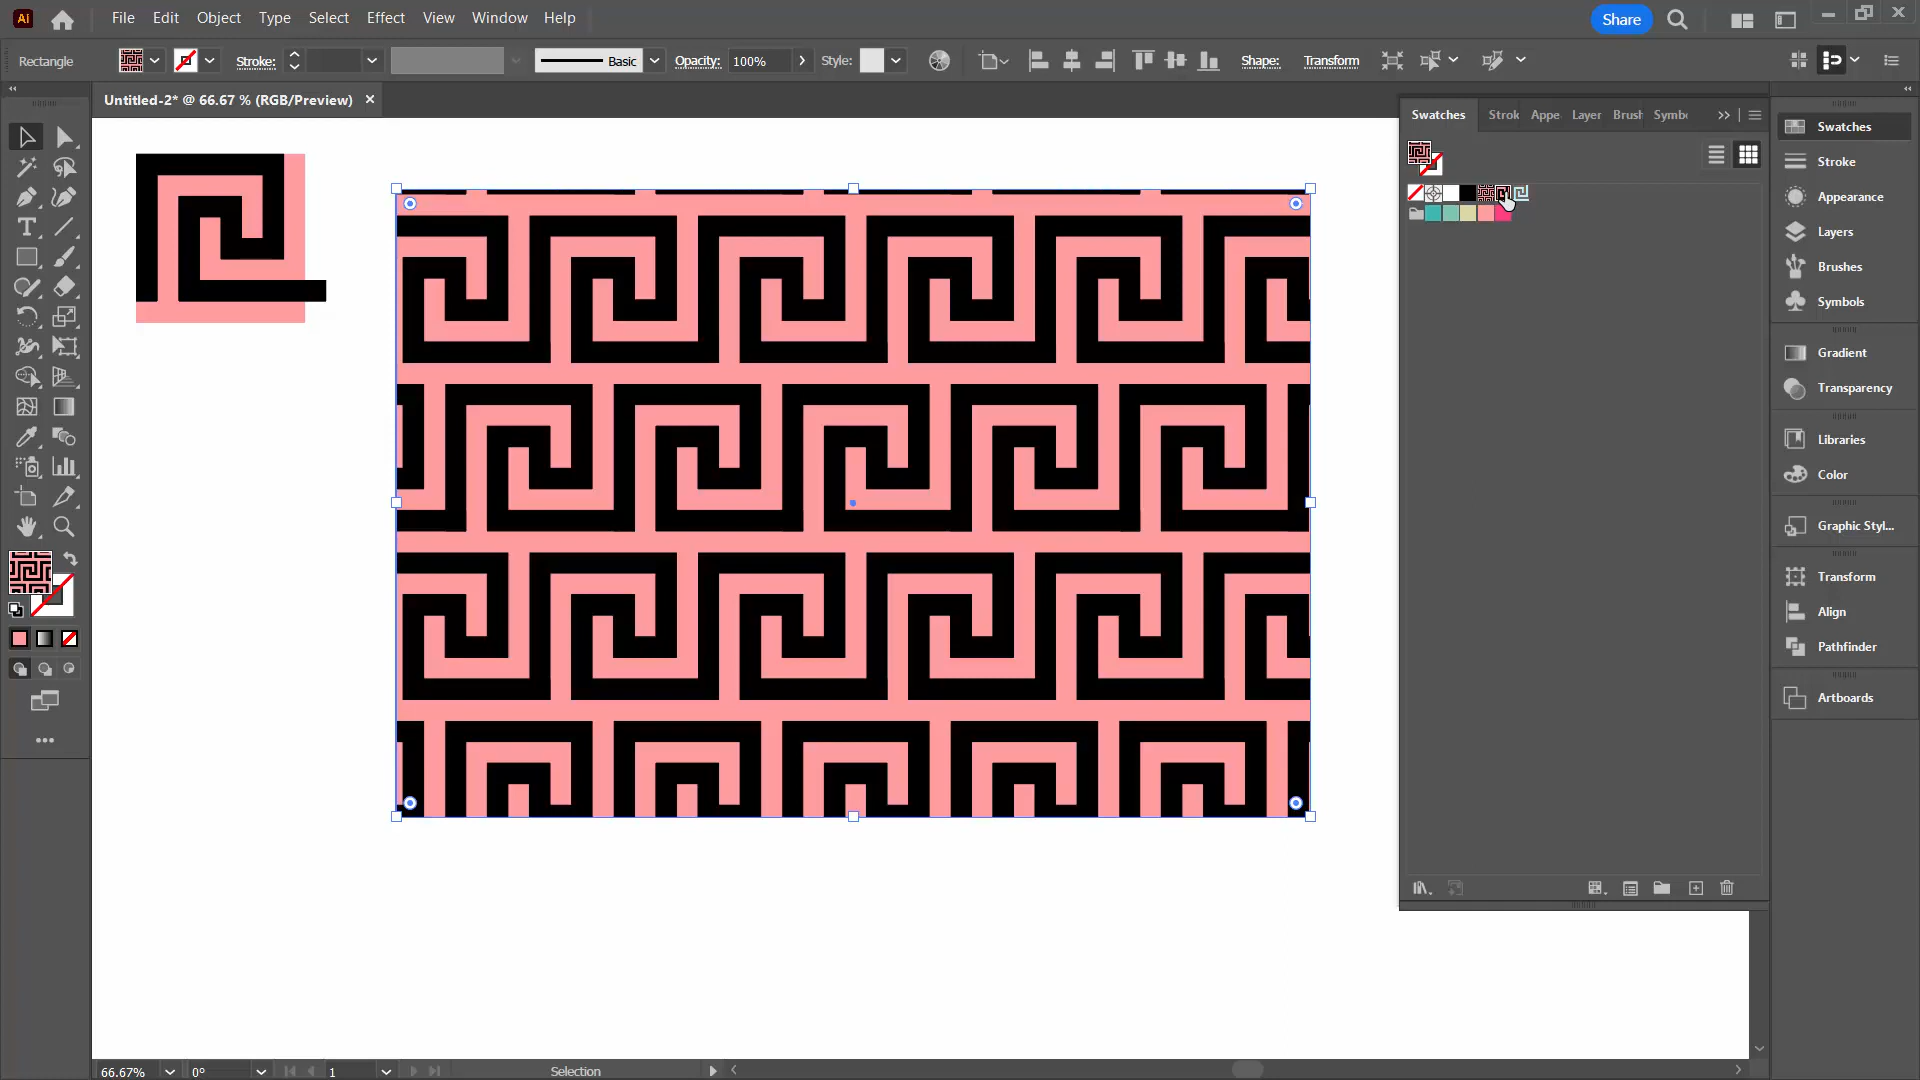 Ai File Edit Object Type Select Effect View Window Help Share
Rectangle Stroke: Basic Opacity: 100% Style: Shape: Transform
Untitled-2* @ 66.67 % (RGB/Preview)
Swatches Strok Appe Layer Brush Symb
Swatches
Stroke
Appearance
Layers
Brushes
Symbols
Gradient
Transparency
Libraries
Color
Graphic Styl...
Transform
Align
Pathfinder
Artboards
66.67% 0° 1 Selection